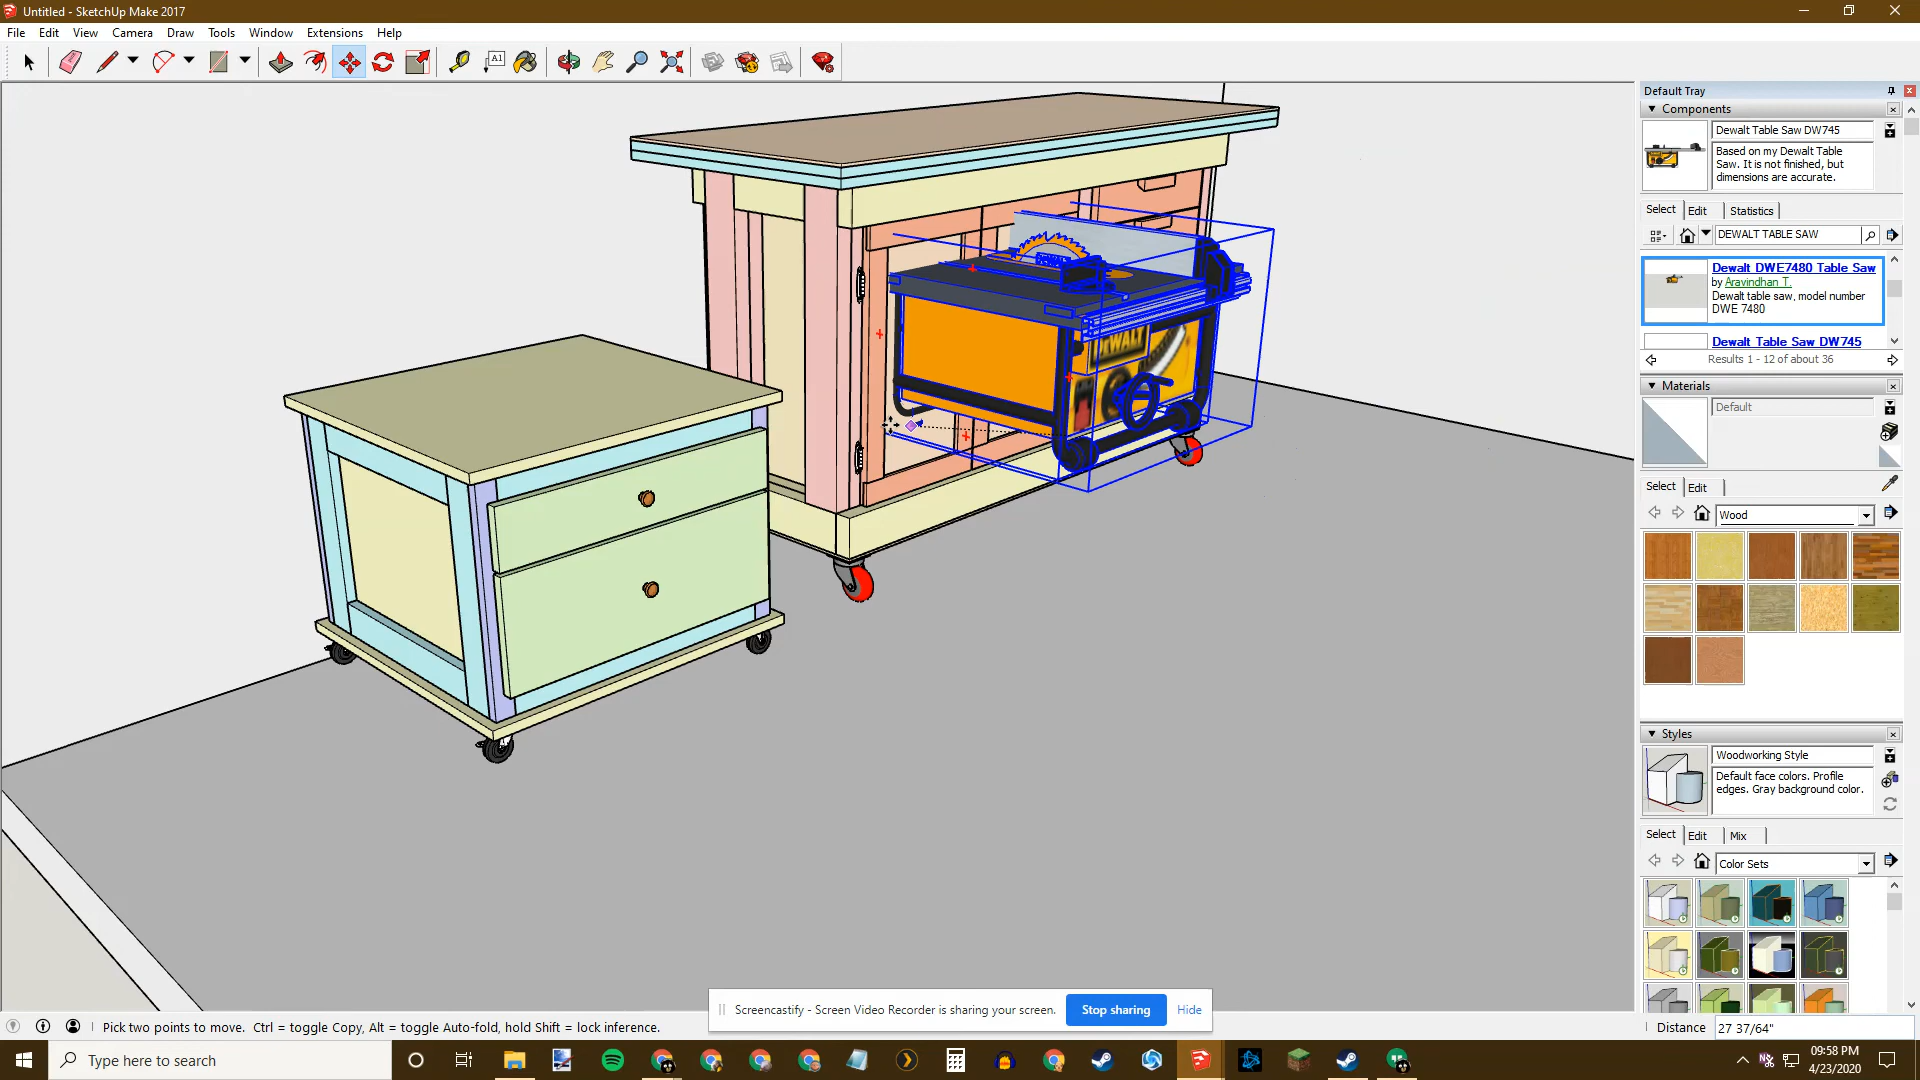 Untitled - SketchUp Make 2017
File Edit View Camera Draw Tools Window Extensions Help
A1
Default Tray
Components
Dewalt Table Saw DW745
Based on my Dewalt Table
Saw. It is not finished, but
dimensions are accurate.
Select Edit Statistics
DEWALT TABLE SAW
Dewalt DWE7480 Table Saw
by Aravindhan T.
Dewalt table saw, model number
DWE 7480
Dewalt Table Saw DW745
Results 1 - 12 of about 36
Materials
Default
Select Edit
Wood
DEWALT
Styles
Woodworking Style
Default face colors. Profile
edges. Gray background color.
Select Edit Mix
Color Sets
Screencastify - Screen Video Recorder is sharing your screen. Stop sharing Hide
Pick two points to move. Ctrl = toggle Copy, Alt = toggle Auto-fold, hold Shift = lock inference.
Distance 27 37/64"
Type here to search
09:58 PM
4/23/2020